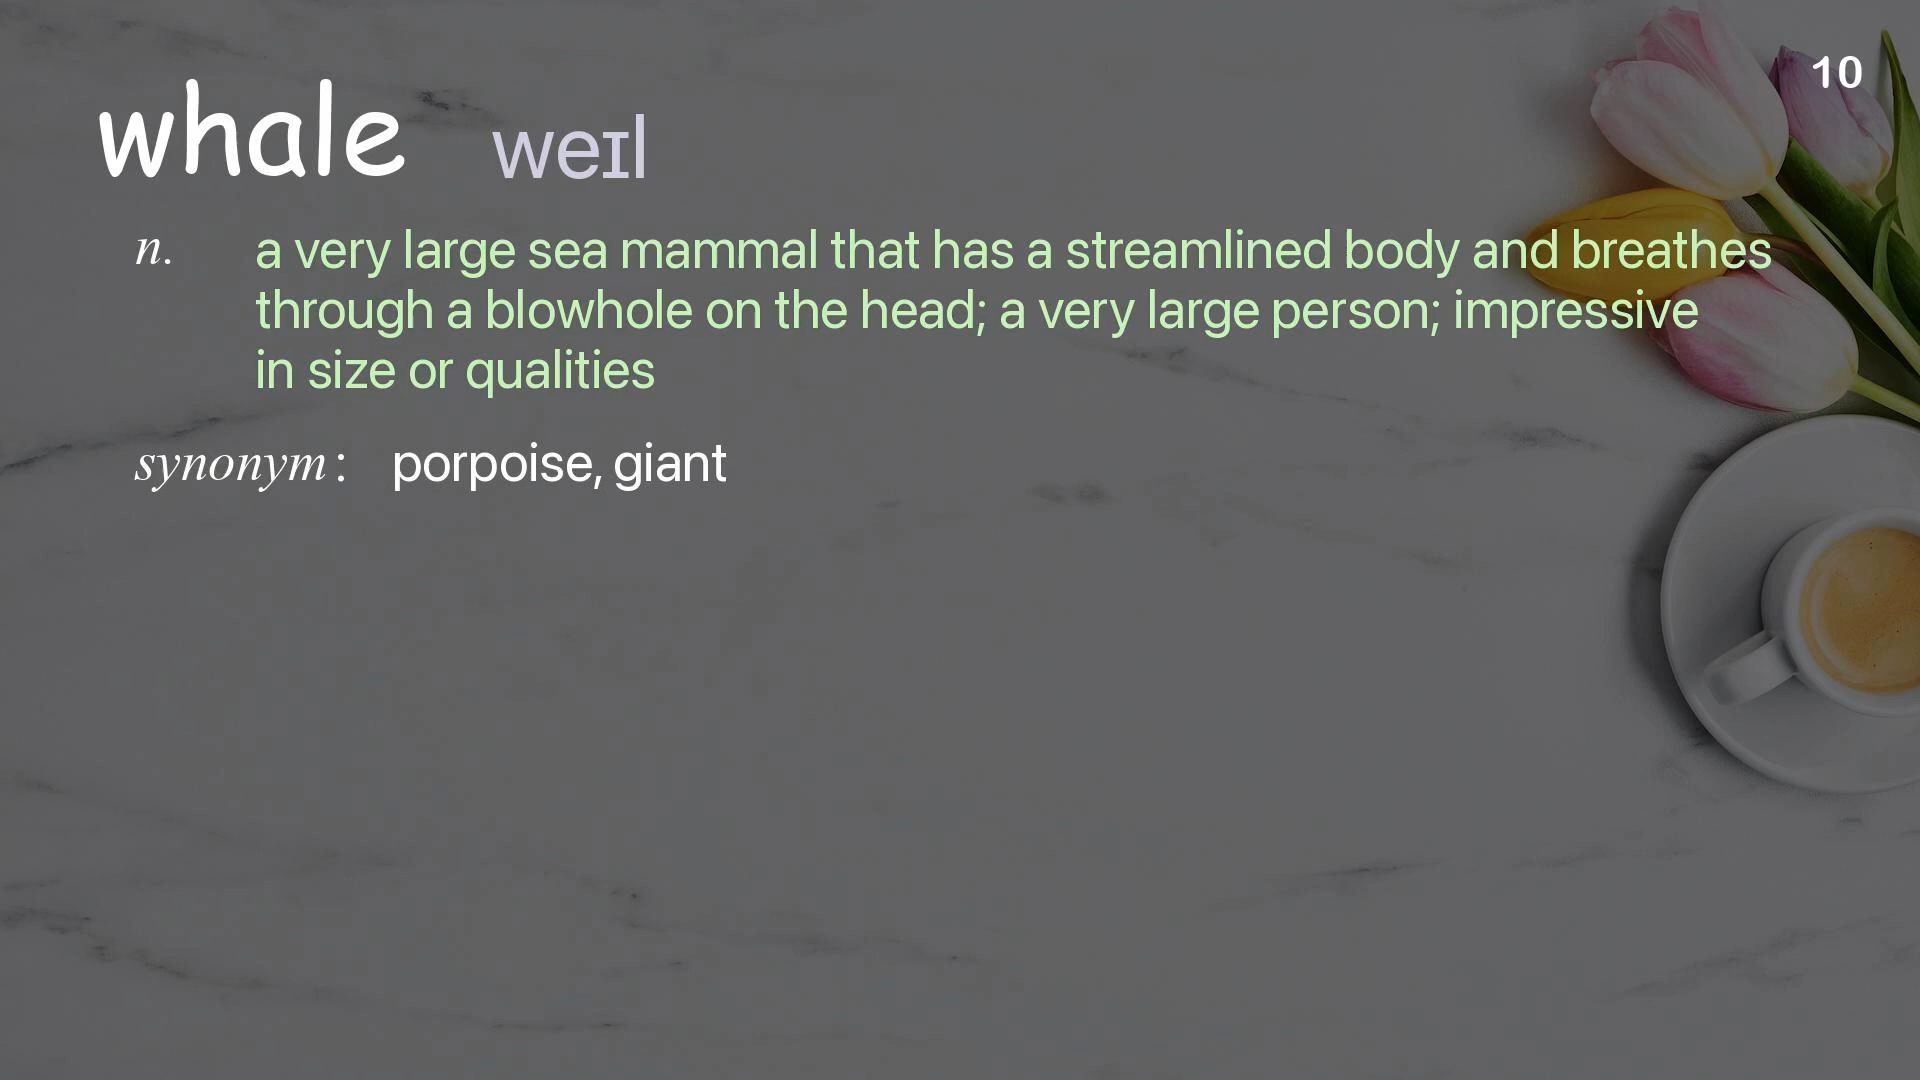 10
whale weɪl
n. a very large sea mammal that has a streamlined body and breathes
through a blowhole on the head; a very large person; impressive
in size or qualities
synonym : porpoise, giant